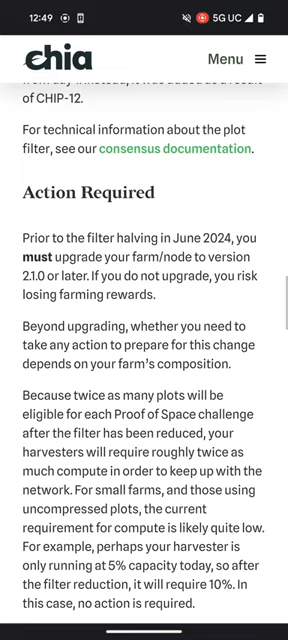 12:49
5G UC
chia
Menu
of CHIP-12.
For technical information about the plot
filter, see our consensus documentation.
Action Required
Prior to the filter halving in June 2024, you
must upgrade your farm/node to version
2.1.0 or later. If you do not upgrade, you risk
losing farming rewards.
Beyond upgrading, whether you need to
take any action to prepare for this change
depends on your farm's composition.
Because twice as many plots will be
eligible for each Proof of Space challenge
after the filter has been reduced, your
harvesters will require roughly twice as
much compute in order to keep up with the
network. For small farms, and those using
uncompressed plots, the current
requirement for compute is likely quite low.
For example, perhaps your harvester is
only running at 5% capacity today, so after
the filter reduction, it will require 10%. In
this case, no action is required.